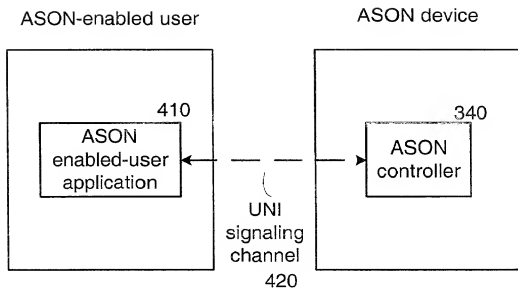 ASON-enabled user
ASON device
410
ASON
enabled-user
application
340
ASON
controller
UNI
signaling
channel
420